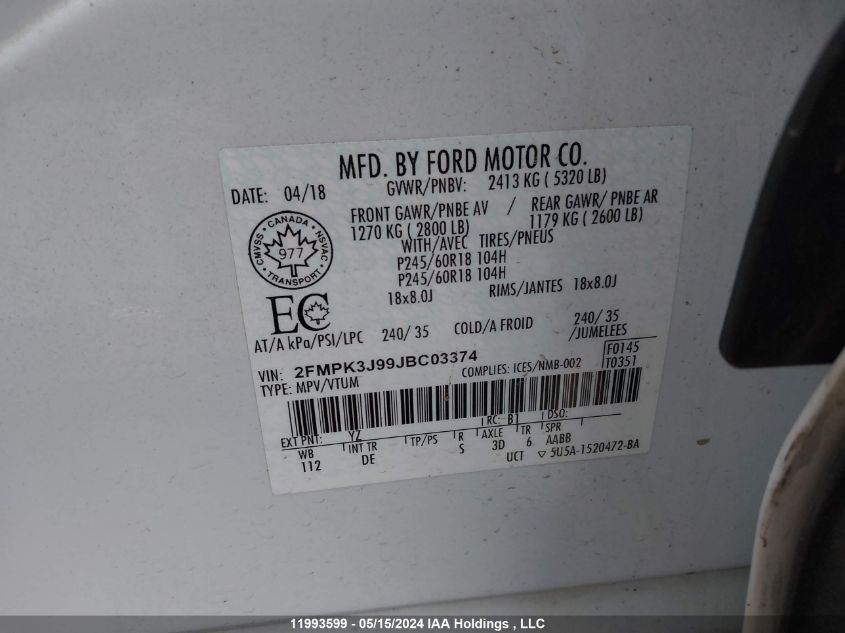 MFD. BY FORD MOTOR CO.
DATE: 04/18 GVWR/PNBV: 2413 KG ( 5320 LB)
FRONT GAWR/PNBE AV / REAR GAWR/ PNBE AR
1270 KG ( 2800 LB) 1179 KG ( 2600 LB)
WITH/AVEC TIRES/PNEUS
P245/60R18 104H
P245/60R18 104H
18x8.0J RIMS/JANTES 18x8.0J
CMVSS · CANADA · NSVAC
977
TRANSPORT
EC
AT/A kPa/PSI/LPC 240/ 35 COLD/A FROID 240/ 35
/JUMELEES
VIN: 2FMPK3J99JBC03374 F0145
TYPE: MPV/VTUM COMPLIES: ICES/NMB-002 T0351
EXT PNT: YZ RC: B1 DSO:
WB INT TR TP/PS R AXLE TR SPR
112 DE S 3D 6 AABB
UCT ▽ 5U5A-1520472-BA
11993599 - 05/15/2024 IAA Holdings , LLC